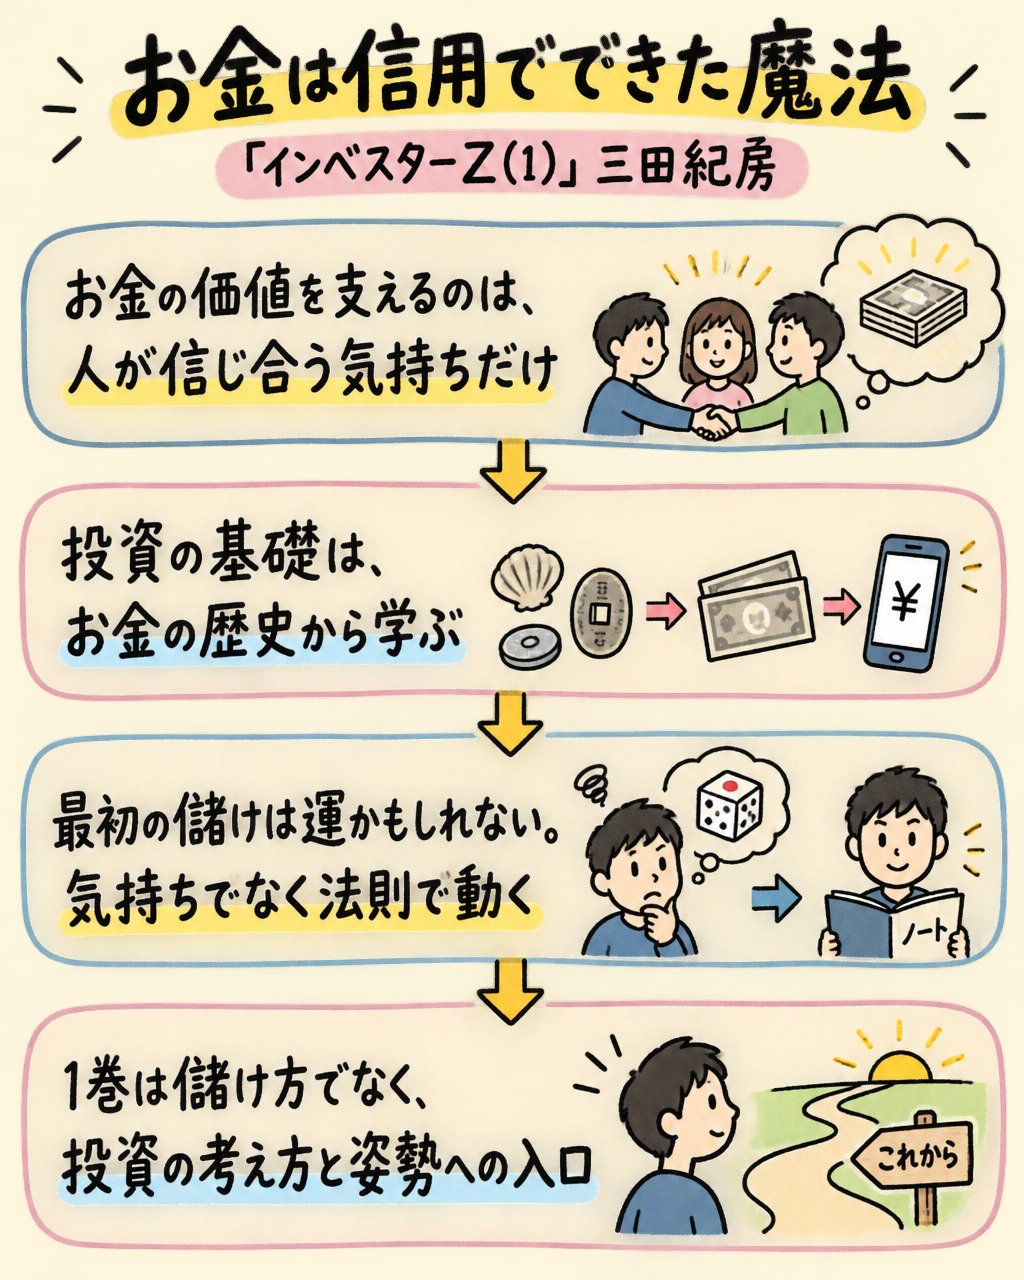 お金は信用でできた魔法
「インベスターZ(1)」三田紀房
お金の価値を支えるのは、
人が信じ合う気持ちだけ
投資の基礎は、
お金の歴史から学ぶ
¥
最初の儲けは運かもしれない。
気持ちでなく法則で動く
ノート
1巻は儲け方でなく、
投資の考え方と姿勢への入口
これから